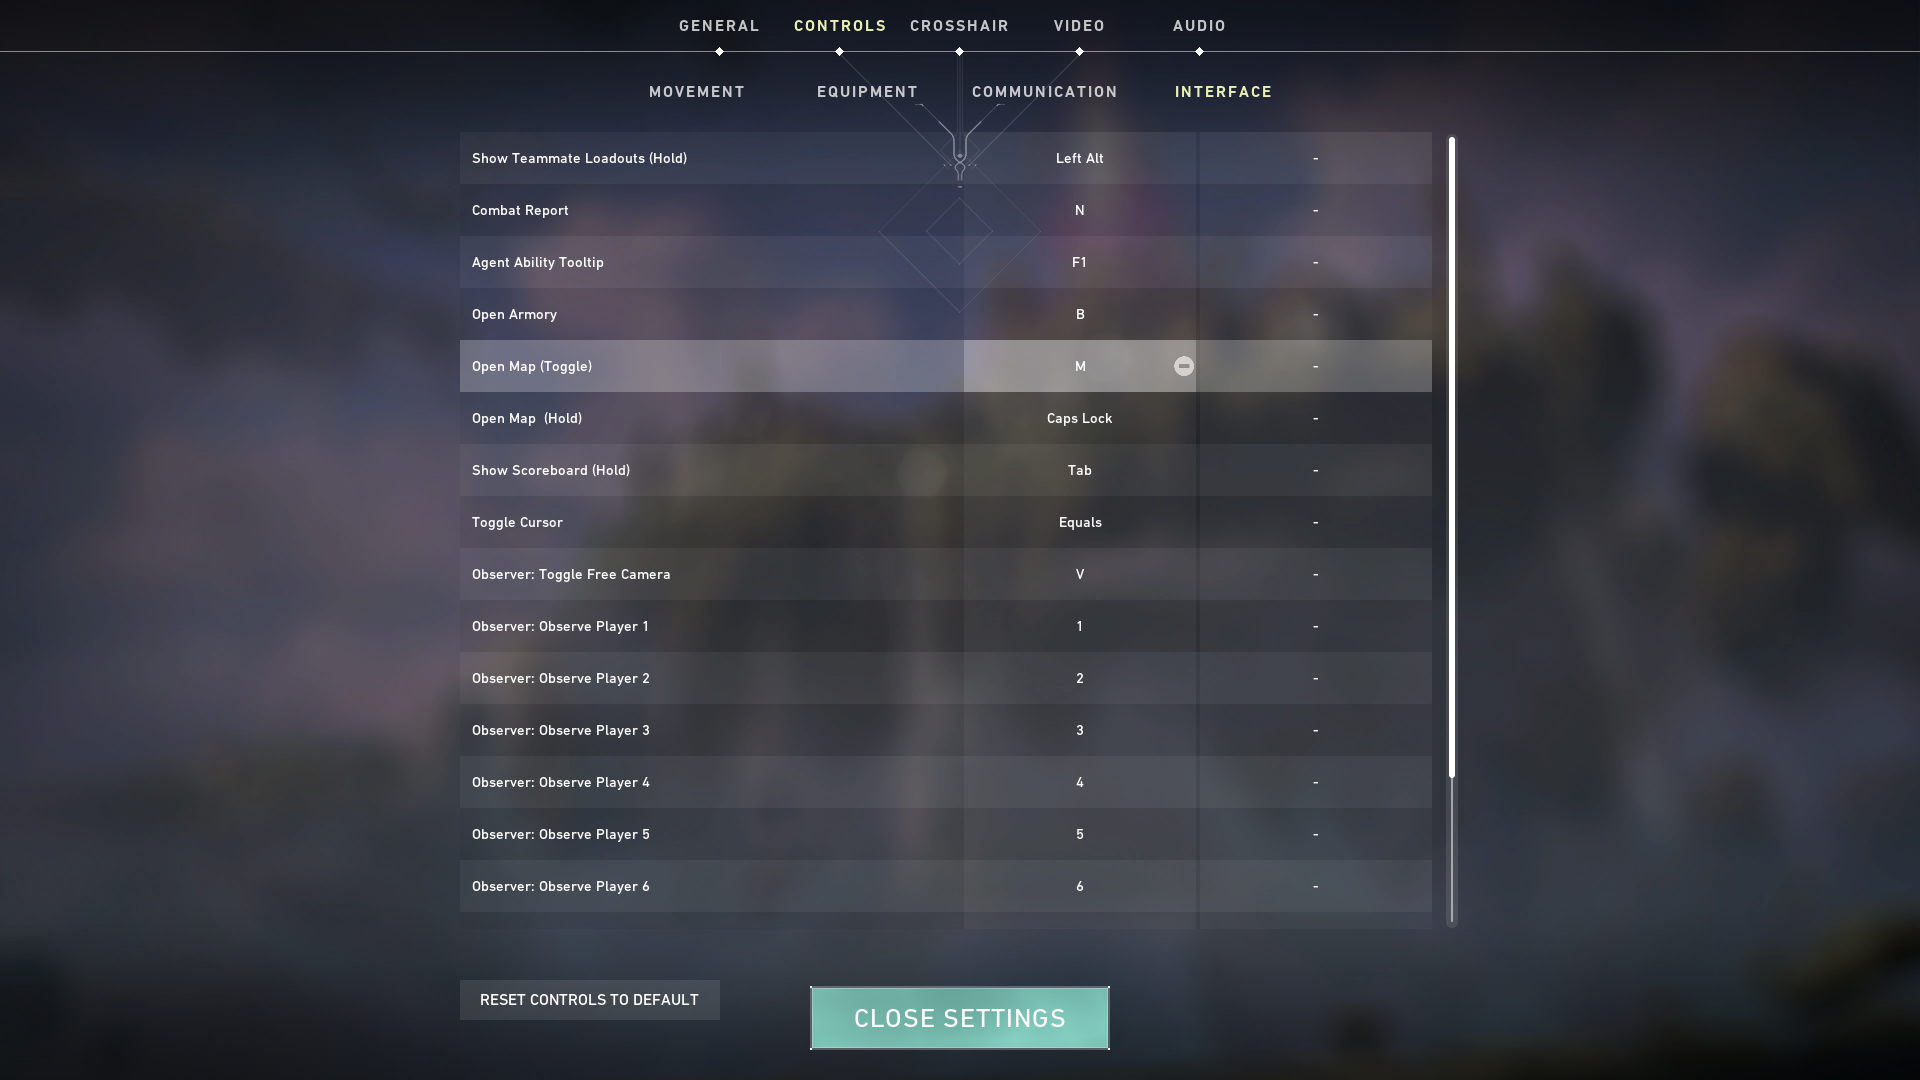 GENERAL CONTROLS CROSSHAIR VIDEO AUDIO
MOVEMENT EQUIPMENT COMMUNICATION INTERFACE
Show Teammate Loadouts (Hold) Left Alt -
Combat Report N -
Agent Ability Tooltip F1 -
Open Armory B -
Open Map (Toggle) M -
Open Map  (Hold) Caps Lock -
Show Scoreboard (Hold) Tab -
Toggle Cursor Equals -
Observer: Toggle Free Camera V -
Observer: Observe Player 1 1 -
Observer: Observe Player 2 2 -
Observer: Observe Player 3 3 -
Observer: Observe Player 4 4 -
Observer: Observe Player 5 5 -
Observer: Observe Player 6 6 -
RESET CONTROLS TO DEFAULT
CLOSE SETTINGS